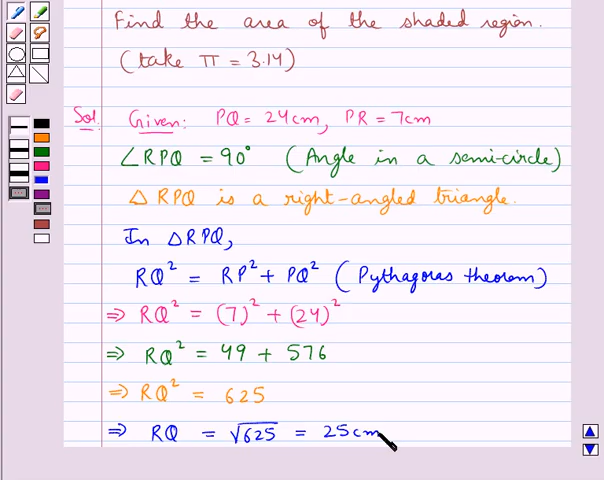 Find the area of the shaded region.
(take π = 3.14)
Sol. Given: PQ = 24cm, PR = 7cm
∠RPQ = 90° (Angle in a semi-circle)
△ RPQ is a right-angled triangle.
In △RPQ,
RQ² = RP² + PQ² (Pythagoras theorem)
⇒ RQ² = (7)² + (24)²
⇒ RQ² = 49 + 576
⇒ RQ² = 625
⇒ RQ = √625 = 25cm